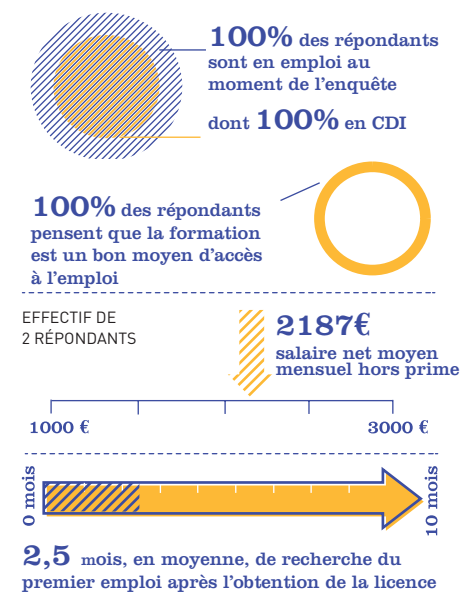 100% des répondants
sont en emploi au
moment de l’enquête
dont 100% en CDI
100% des répondants
pensent que la formation
est un bon moyen d’accès
à l’emploi
EFFECTIF DE
2 RÉPONDANTS
2187€
salaire net moyen
mensuel hors prime
1000 €
3000 €
0 mois
10 mois
2,5 mois, en moyenne, de recherche du
premier emploi après l’obtention de la licence